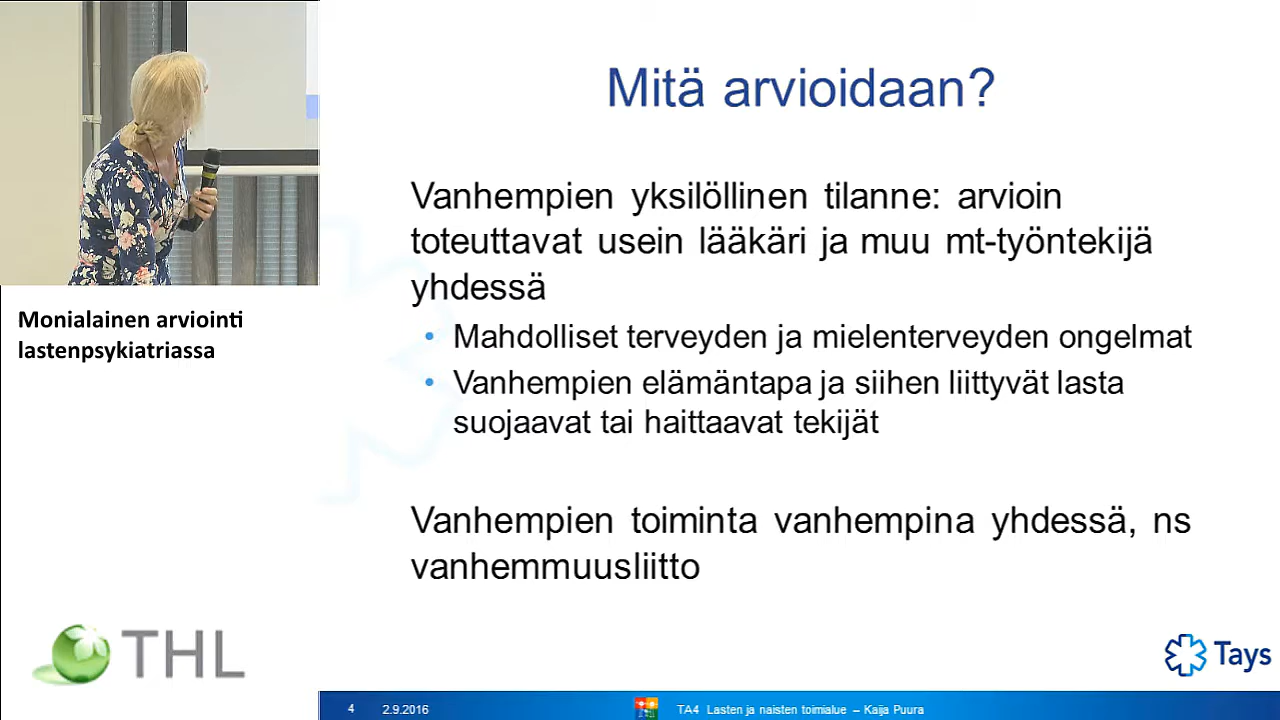 Mitä arvioidaan?
Vanhempien yksilöllinen tilanne: arvioin
toteuttavat usein lääkäri ja muu mt-työntekijä
yhdessä
• Mahdolliset terveyden ja mielenterveyden ongelmat
• Vanhempien elämäntapa ja siihen liittyvät lasta
suojaavat tai haittaavat tekijät
Vanhempien toiminta vanhempina yhdessä, ns
vanhemmuusliitto
Monialainen arviointi
lastenpsykiatriassa
THL
Tays
4 2.9.2016 TA4 Lasten ja naisten toimialue – Kaija Puura